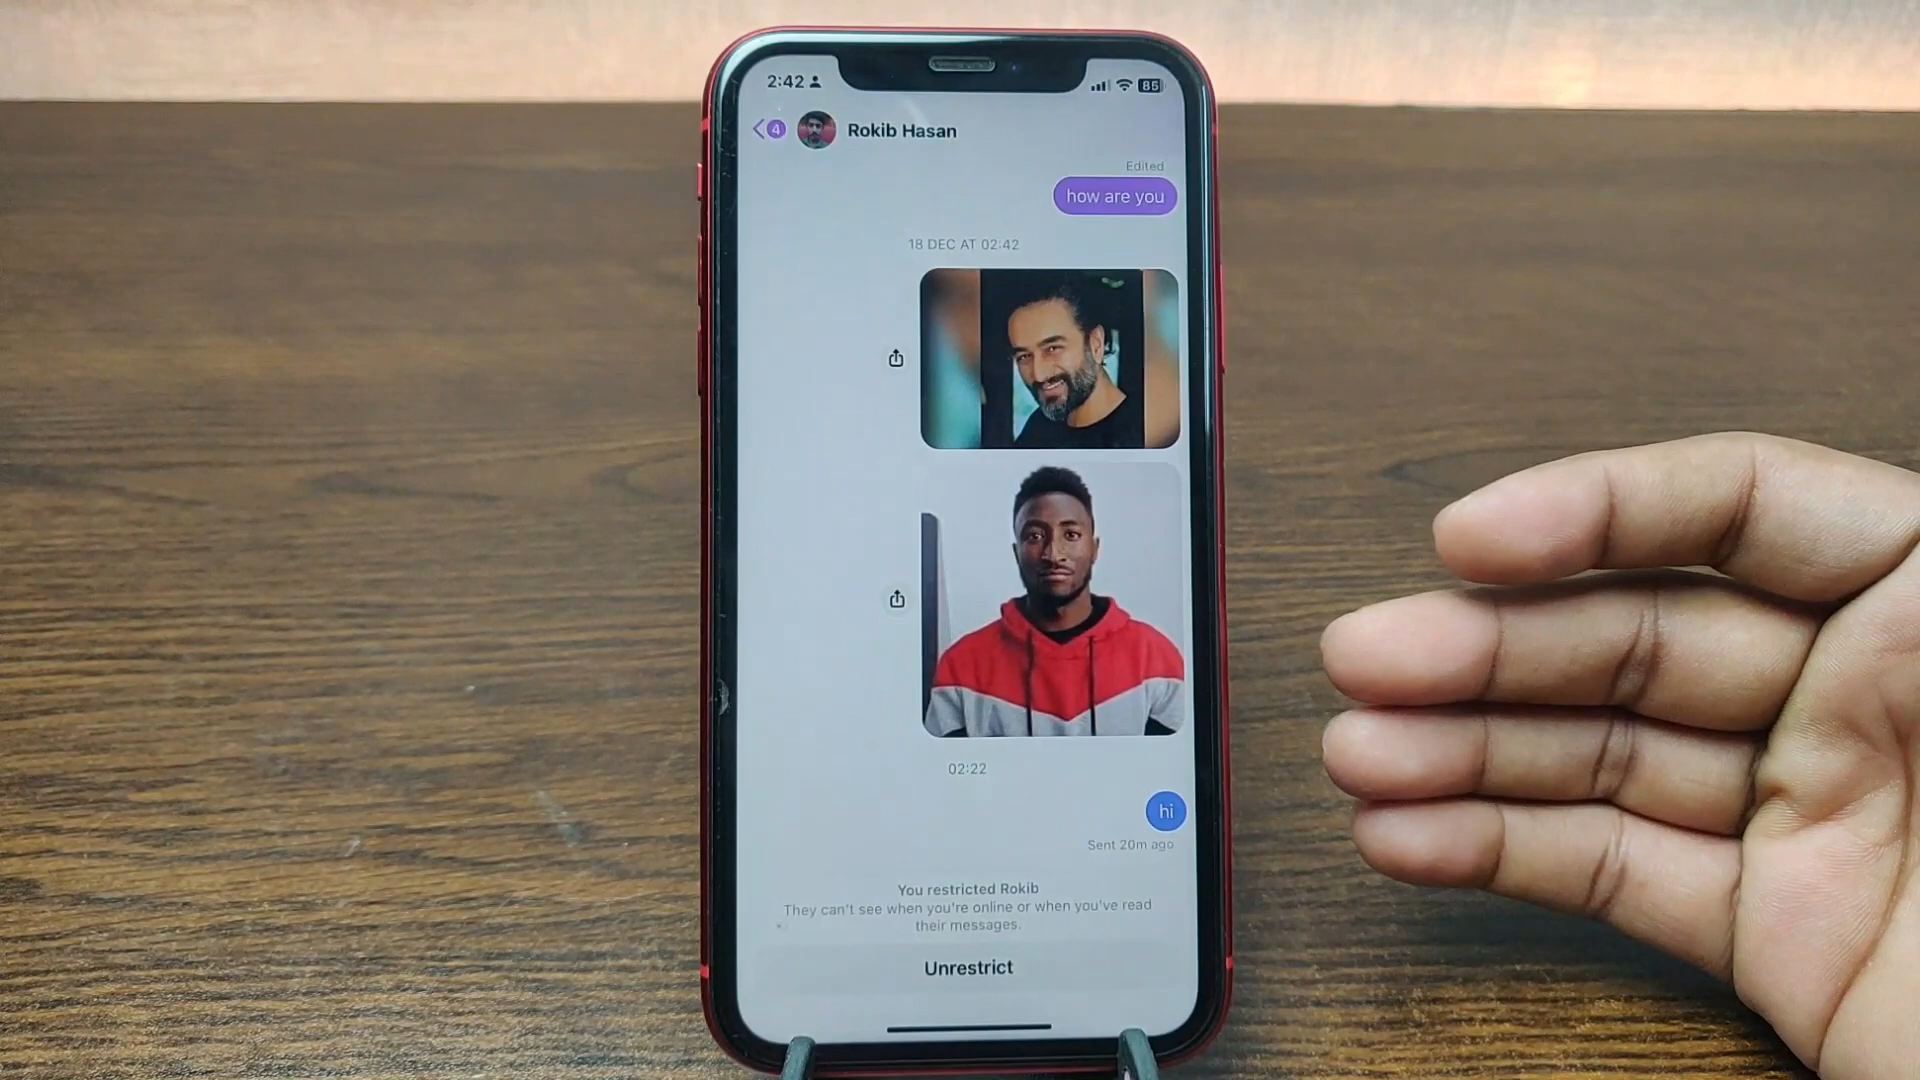 2:42
85
4
Rokib Hasan
Edited
how are you
18 DEC AT 02:42
02:22
hi
Sent 20m ago
You restricted Rokib
They can't see when you're online or when you've read
their messages.
Unrestrict